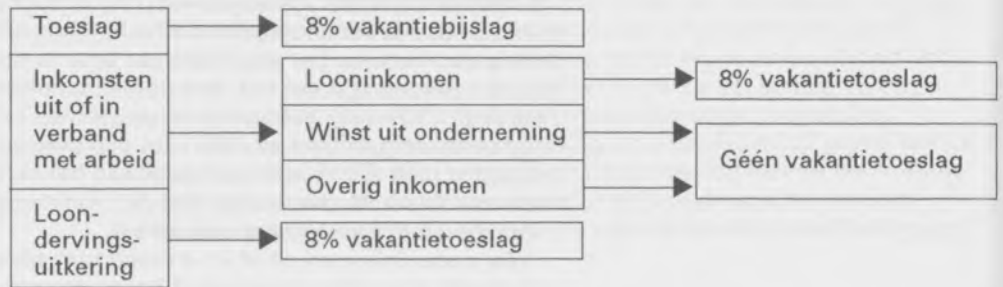 Toeslag
8% vakantiebijslag
Inkomsten
uit of in
verband
met arbeid
Looninkomen
8% vakantietoeslag
Winst uit onderneming
Géén vakantietoeslag
Overig inkomen
Loon-
dervings-
uitkering
8% vakantietoeslag